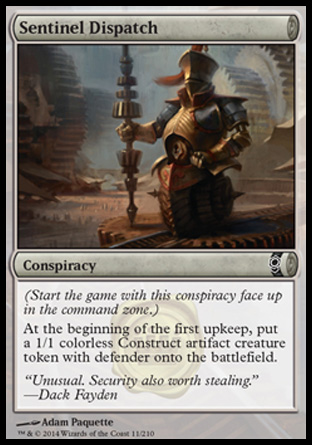 Sentinel Dispatch
Conspiracy
(Start the game with this conspiracy face up
in the command zone.)
At the beginning of the first upkeep, put
a 1/1 colorless Construct artifact creature
token with defender onto the battlefield.
“Unusual. Security also worth stealing.”
—Dack Fayden
Adam Paquette
™ & © 2014 Wizards of the Coast 11/210